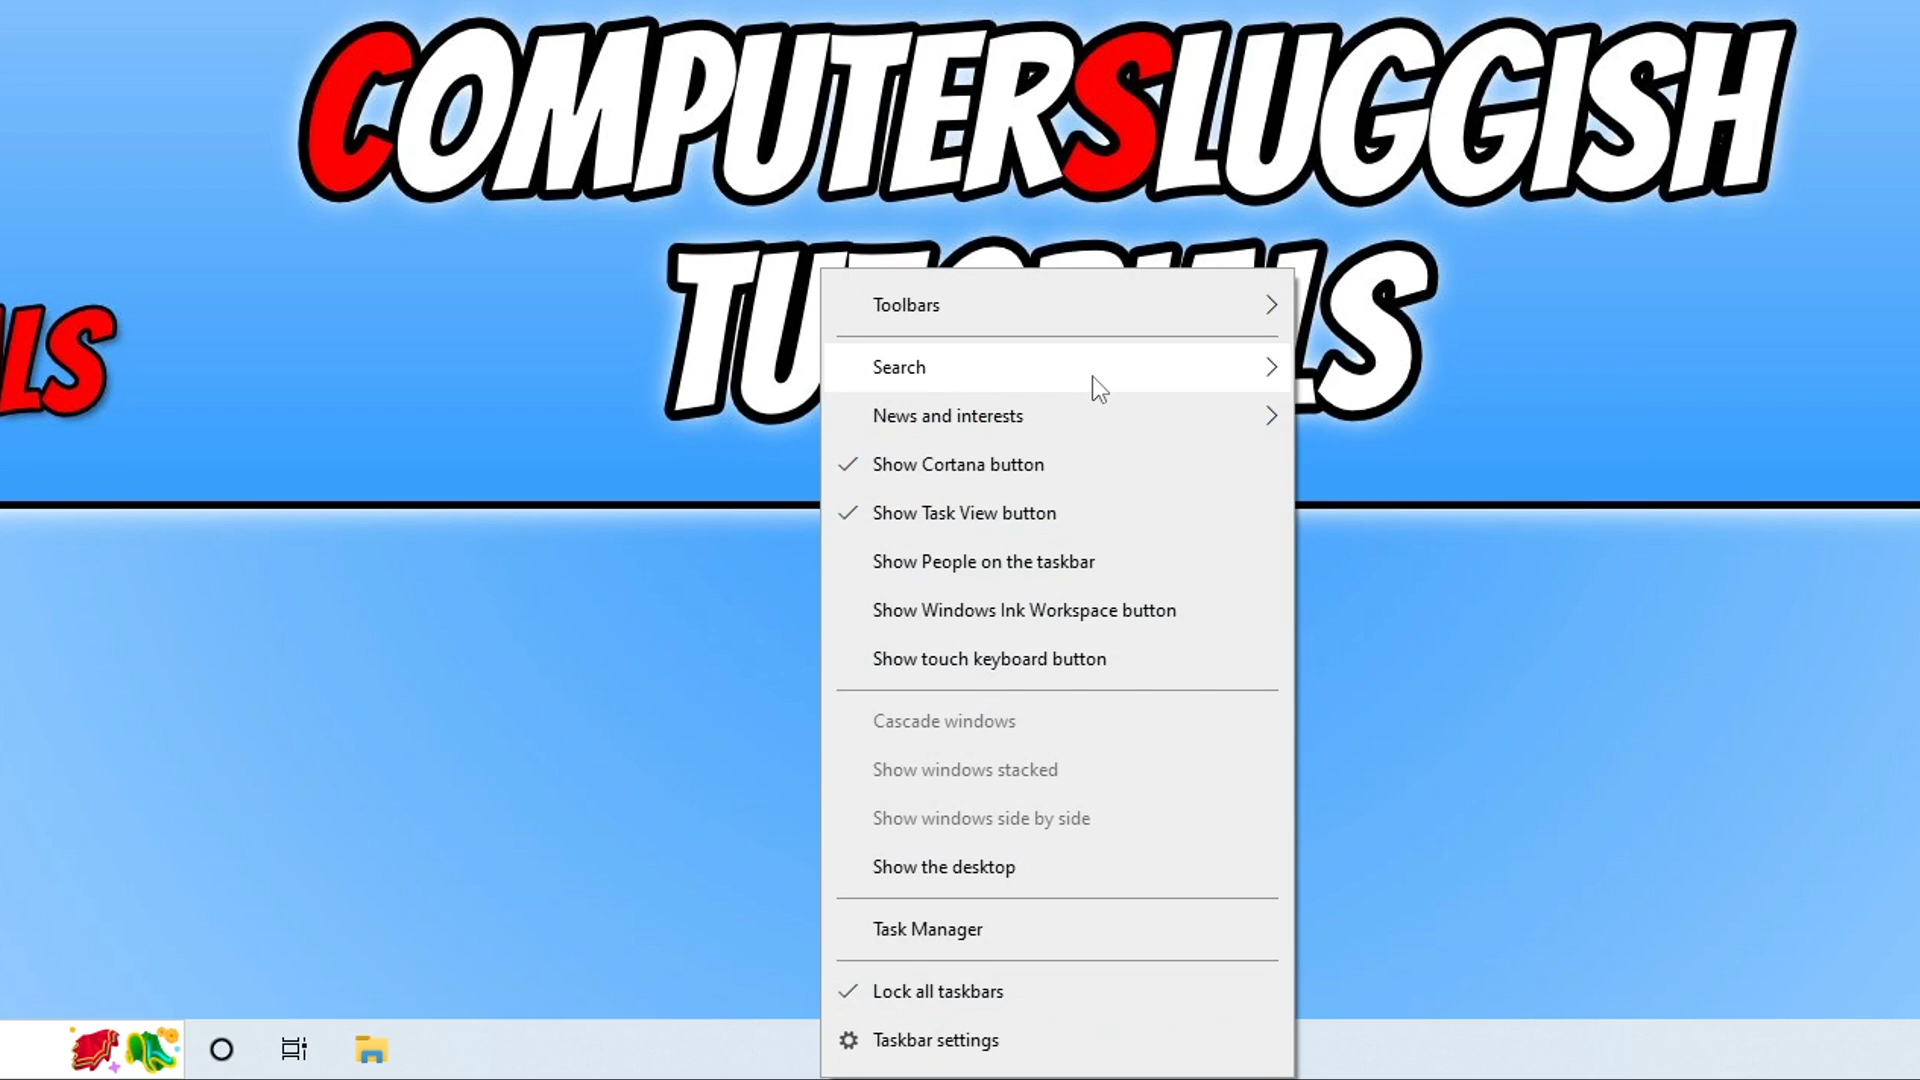 COMPUTERSLUGGISH
TUTORIALS
LS
Toolbars
Search
News and interests
Show Cortana button
Show Task View button
Show People on the taskbar
Show Windows Ink Workspace button
Show touch keyboard button
Cascade windows
Show windows stacked
Show windows side by side
Show the desktop
Task Manager
Lock all taskbars
Taskbar settings